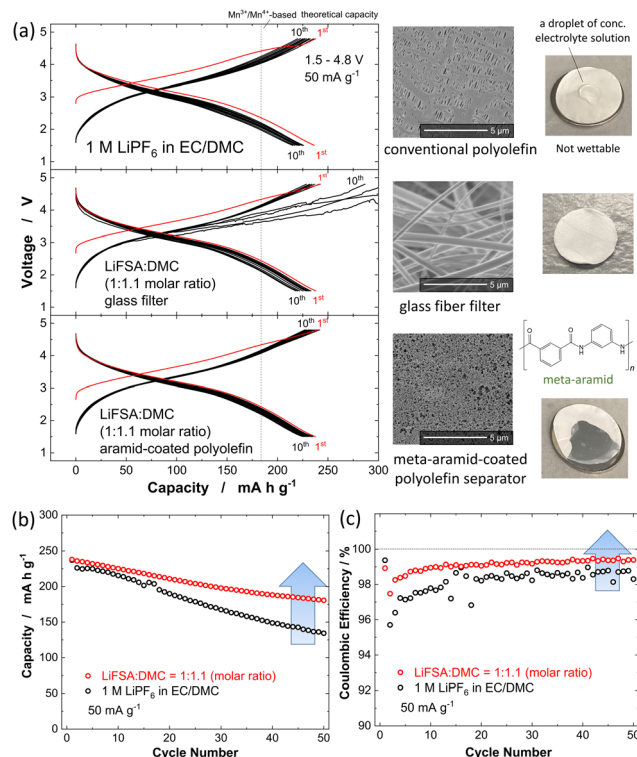 Mn³⁺/Mn⁴⁺-based theoretical capacity
(a)
10th
1st
1.5 - 4.8 V
50 mA g⁻¹
1 M LiPF₆ in EC/DMC
10th
1st
5
4
3
2
1
10th
LiFSA:DMC
(1:1.1 molar ratio)
glass filter
10th
1st
5
4
3
2
1
10th
1st
LiFSA:DMC
(1:1.1 molar ratio)
aramid-coated polyolefin
10th
1st
5
4
3
2
1
0 50 100 150 200 250 300
Voltage / V
Capacity / mA h g⁻¹
5 μm
conventional polyolefin
a droplet of conc.
electrolyte solution
Not wettable
5 μm
glass fiber filter
O
O
N
H
NH
n
meta-aramid
5 μm
meta-aramid-coated
polyolefin separator
(b)
300
250
200
150
100
50
0
Capacity / mA h g⁻¹
LiFSA:DMC = 1:1.1 (molar ratio)
1 M LiPF₆ in EC/DMC
50 mA g⁻¹
0 10 20 30 40 50
Cycle Number
(c)
102
100
98
96
94
92
90
Coulombic Efficiency / %
LiFSA:DMC = 1:1.1 (molar ratio)
1 M LiPF₆ in EC/DMC
50 mA g⁻¹
0 10 20 30 40 50
Cycle Number